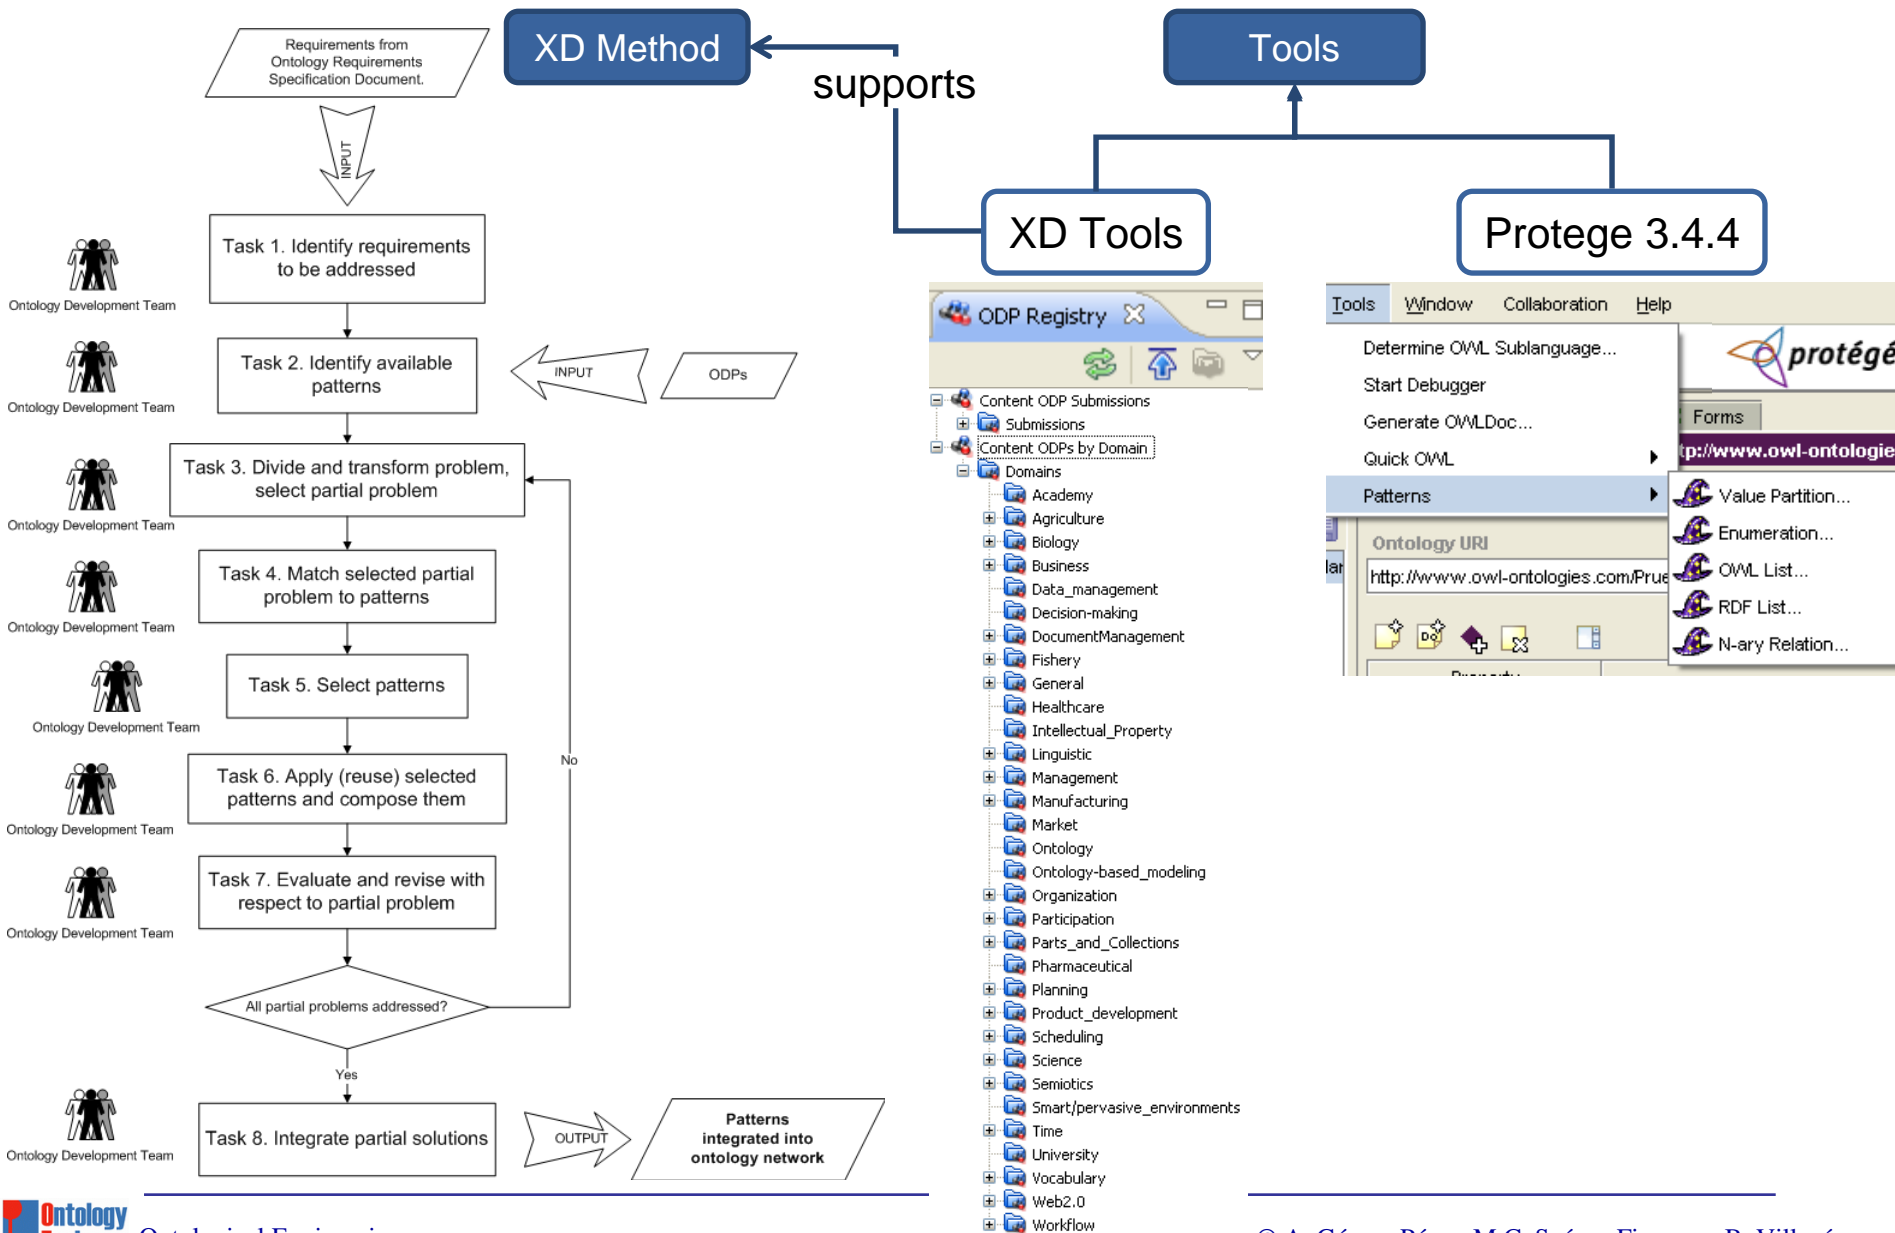 Requirements from
Ontology Requirements
Specification Document.
XD Method
supports
Tools
INPUT
XD Tools
Protege 3.4.4
Task 1. Identify requirements
to be addressed
Ontology Development Team
Task 2. Identify available
patterns
Ontology Development Team
INPUT
ODPs
Task 3. Divide and transform problem,
select partial problem
Ontology Development Team
Task 4. Match selected partial
problem to patterns
Ontology Development Team
Task 5. Select patterns
Ontology Development Team
Task 6. Apply (reuse) selected
patterns and compose them
Ontology Development Team
No
Task 7. Evaluate and revise with
respect to partial problem
Ontology Development Team
All partial problems addressed?
Yes
Task 8. Integrate partial solutions
Ontology Development Team
OUTPUT
Patterns
integrated into
ontology network
ODP Registry
Content ODP Submissions
Submissions
Content ODPs by Domain
Domains
Academy
Agriculture
Biology
Business
Data_management
Decision-making
DocumentManagement
Fishery
General
Healthcare
Intellectual_Property
Linguistic
Management
Manufacturing
Market
Ontology
Ontology-based_modeling
Organization
Participation
Parts_and_Collections
Pharmaceutical
Planning
Product_development
Scheduling
Science
Semiotics
Smart/pervasive_environments
Time
University
Vocabulary
Web2.0
Workflow
Tools Window Collaboration Help
Determine OWL Sublanguage...
Start Debugger
Generate OWLDoc...
Quick OWL
Patterns
protégé
Forms
tp://www.owl-ontologie
Value Partition...
Enumeration...
OWL List...
RDF List...
N-ary Relation...
Ontology URI
http://www.owl-ontologies.com/Prue
Property
Ontology